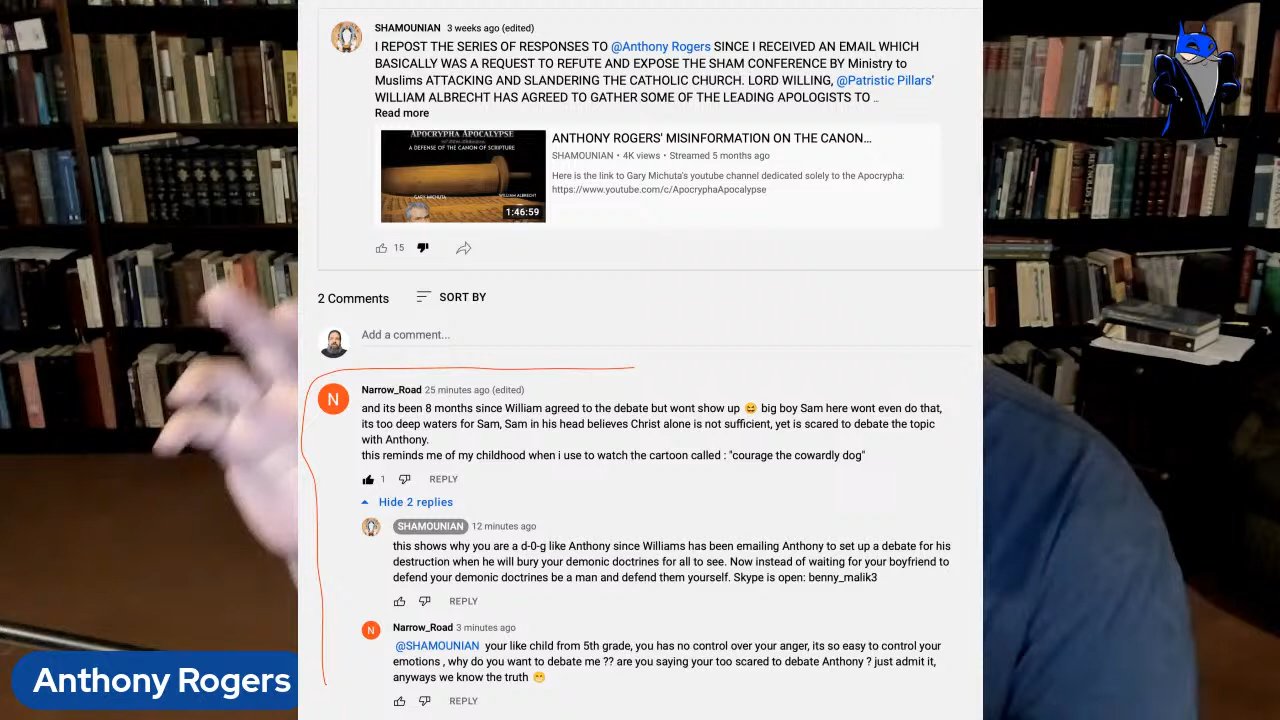 SHAMOUNIAN 3 weeks ago (edited)
I REPOST THE SERIES OF RESPONSES TO @Anthony Rogers SINCE I RECEIVED AN EMAIL WHICH
BASICALLY WAS A REQUEST TO REFUTE AND EXPOSE THE SHAM CONFERENCE BY Ministry to
Muslims ATTACKING AND SLANDERING THE CATHOLIC CHURCH. LORD WILLING, @Patristic Pillars'
WILLIAM ALBRECHT HAS AGREED TO GATHER SOME OF THE LEADING APOLOGISTS TO ...
Read more
APOCRYPHA APOCALYPSE
A DEFENSE OF THE CANON OF SCRIPTURE
GARY MICHUTA
WILLIAM ALBRECHT
1:46:59
ANTHONY ROGERS' MISINFORMATION ON THE CANON...
SHAMOUNIAN • 4K views • Streamed 5 months ago
Here is the link to Gary Michuta's youtube channel dedicated solely to the Apocrypha:
https://www.youtube.com/c/ApocryphaApocalypse
15
2 Comments SORT BY
Add a comment...
N
Narrow_Road 25 minutes ago (edited)
and its been 8 months since William agreed to the debate but wont show up 😆 big boy Sam here wont even do that,
its too deep waters for Sam, Sam in his head believes Christ alone is not sufficient, yet is scared to debate the topic
with Anthony.
this reminds me of my childhood when i use to watch the cartoon called : "courage the cowardly dog"
1 REPLY
Hide 2 replies
SHAMOUNIAN 12 minutes ago
this shows why you are a d-0-g like Anthony since Williams has been emailing Anthony to set up a debate for his
destruction when he will bury your demonic doctrines for all to see. Now instead of waiting for your boyfriend to
defend your demonic doctrines be a man and defend them yourself. Skype is open: benny_malik3
REPLY
N
Narrow_Road 3 minutes ago
@SHAMOUNIAN your like child from 5th grade, you has no control over your anger, its so easy to control your
emotions , why do you want to debate me ?? are you saying your too scared to debate Anthony ? just admit it,
anyways we know the truth 😁
REPLY
Anthony Rogers